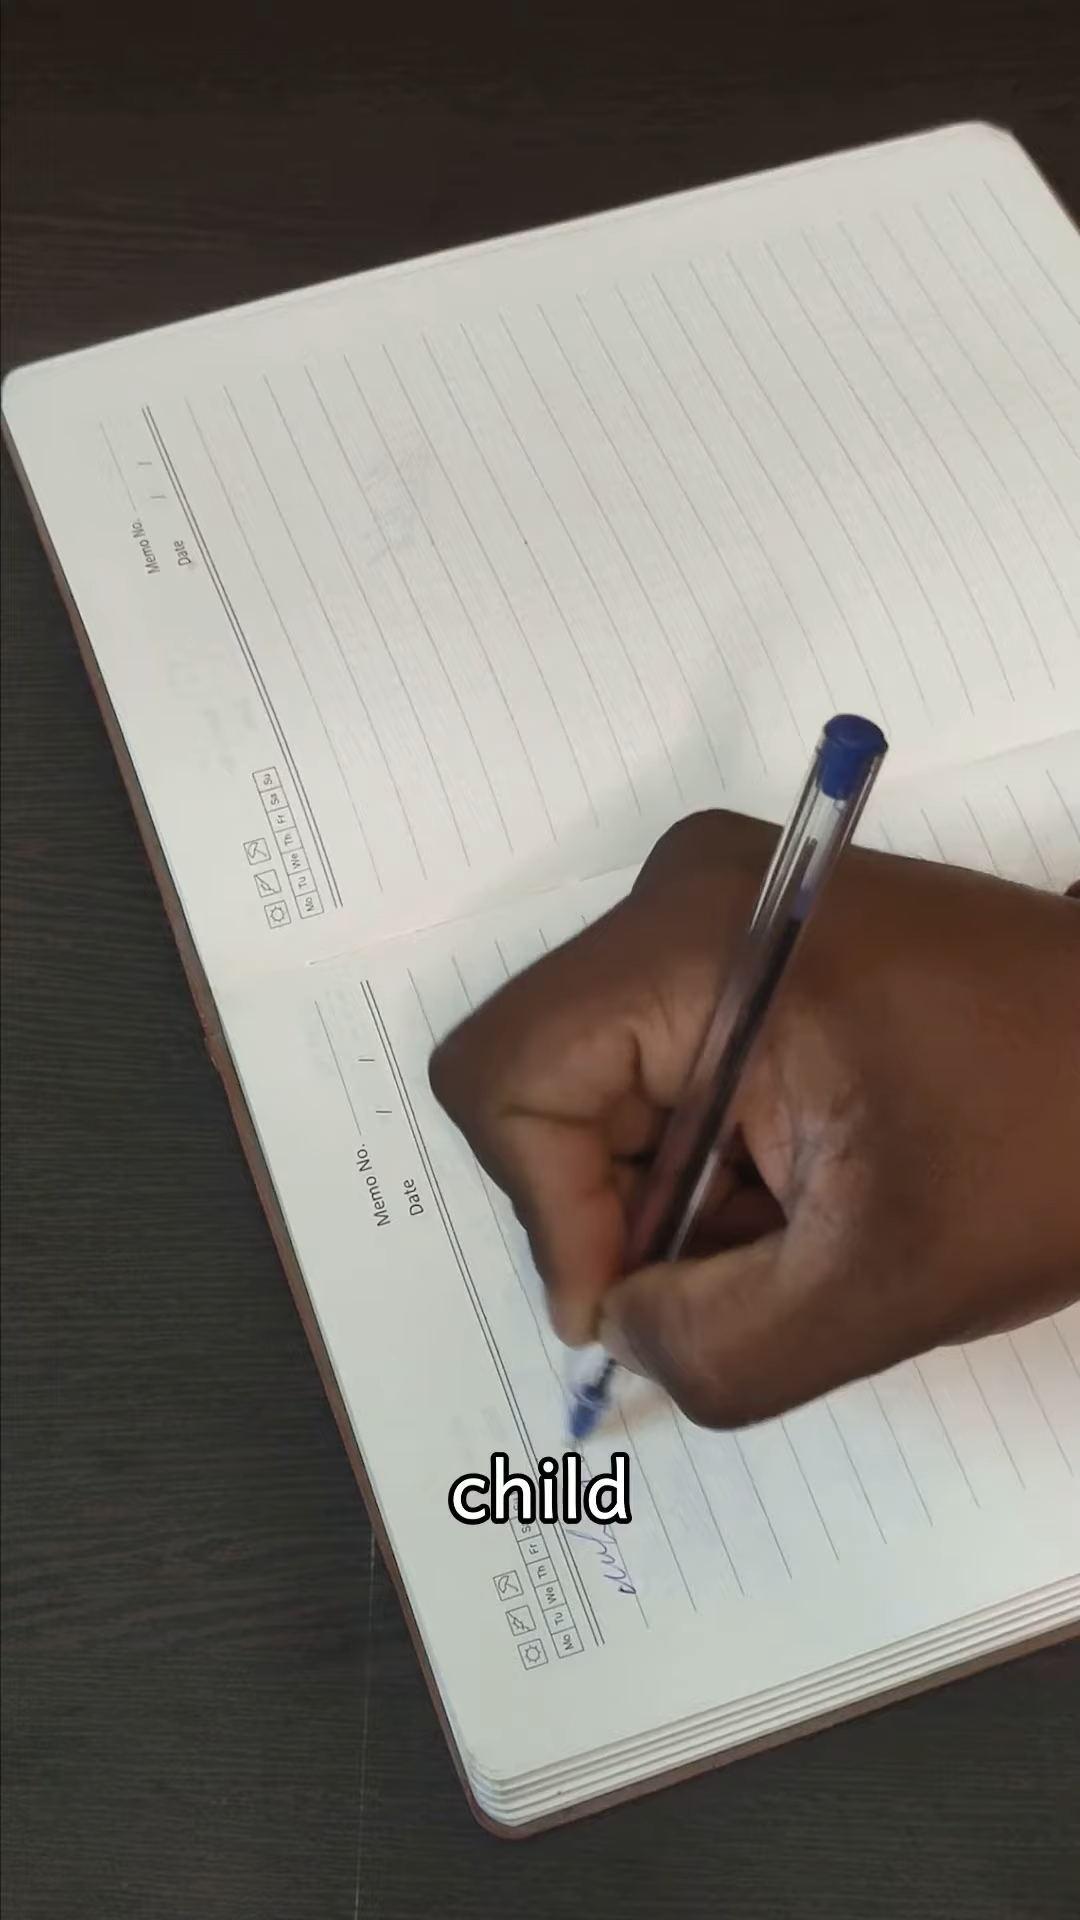 Memo No.
Date / /
Mo Tu We Th Fr Sa Su
Memo No.
Date / /
Mo Tu We Th Fr S
child